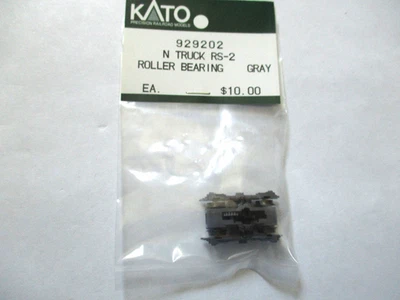 KATO
PRECISION RAILROAD MODELS
929202
N TRUCK RS-2
ROLLER BEARING GRAY
EA. $10.00